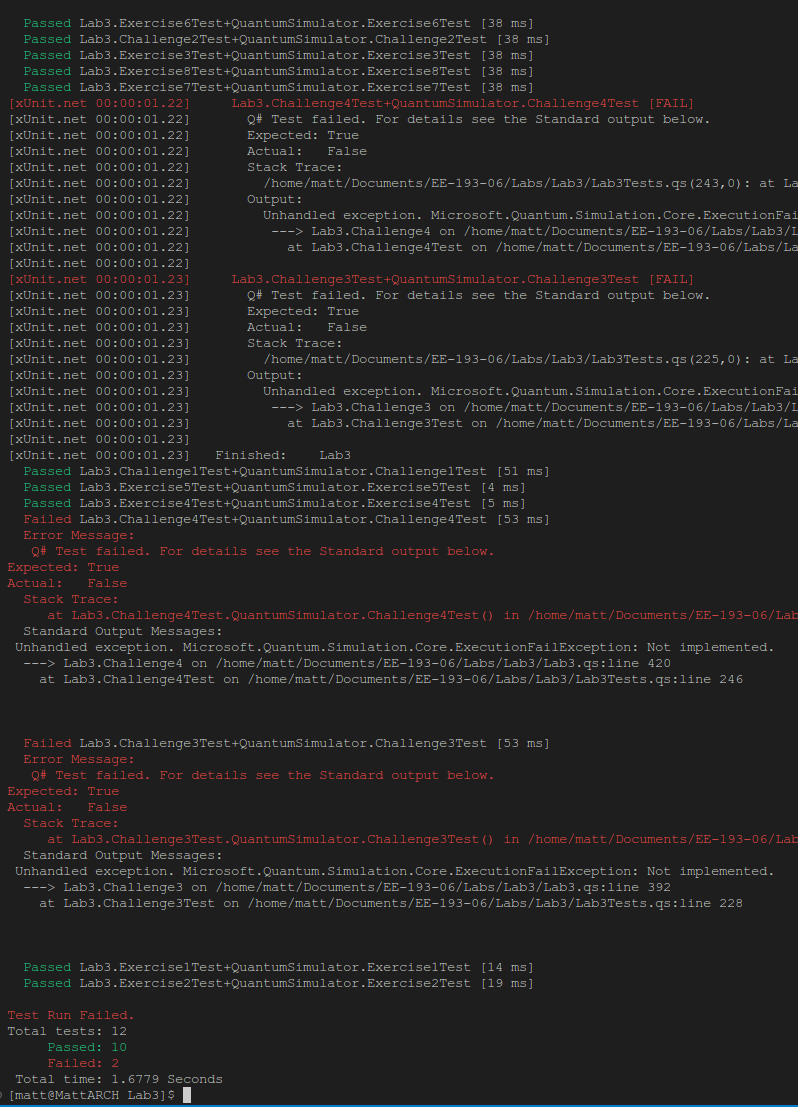 Passed Lab3.Exercise6Test+QuantumSimulator.Exercise6Test [38 ms]
Passed Lab3.Challenge2Test+QuantumSimulator.Challenge2Test [38 ms]
Passed Lab3.Exercise3Test+QuantumSimulator.Exercise3Test [38 ms]
Passed Lab3.Exercise8Test+QuantumSimulator.Exercise8Test [38 ms]
Passed Lab3.Exercise7Test+QuantumSimulator.Exercise7Test [38 ms]
[xUnit.net 00:00:01.22]     Lab3.Challenge4Test+QuantumSimulator.Challenge4Test [FAIL]
[xUnit.net 00:00:01.22]       Q# Test failed. For details see the Standard output below.
[xUnit.net 00:00:01.22]       Expected: True
[xUnit.net 00:00:01.22]       Actual:   False
[xUnit.net 00:00:01.22]       Stack Trace:
[xUnit.net 00:00:01.22]         /home/matt/Documents/EE-193-06/Labs/Lab3/Lab3Tests.qs(243,0): at La
[xUnit.net 00:00:01.22]       Output:
[xUnit.net 00:00:01.22]         Unhandled exception. Microsoft.Quantum.Simulation.Core.ExecutionFai
[xUnit.net 00:00:01.22]          ---> Lab3.Challenge4 on /home/matt/Documents/EE-193-06/Labs/Lab3/L
[xUnit.net 00:00:01.22]            at Lab3.Challenge4Test on /home/matt/Documents/EE-193-06/Labs/La
[xUnit.net 00:00:01.22]
[xUnit.net 00:00:01.23]     Lab3.Challenge3Test+QuantumSimulator.Challenge3Test [FAIL]
[xUnit.net 00:00:01.23]       Q# Test failed. For details see the Standard output below.
[xUnit.net 00:00:01.23]       Expected: True
[xUnit.net 00:00:01.23]       Actual:   False
[xUnit.net 00:00:01.23]       Stack Trace:
[xUnit.net 00:00:01.23]         /home/matt/Documents/EE-193-06/Labs/Lab3/Lab3Tests.qs(225,0): at La
[xUnit.net 00:00:01.23]       Output:
[xUnit.net 00:00:01.23]         Unhandled exception. Microsoft.Quantum.Simulation.Core.ExecutionFai
[xUnit.net 00:00:01.23]          ---> Lab3.Challenge3 on /home/matt/Documents/EE-193-06/Labs/Lab3/L
[xUnit.net 00:00:01.23]            at Lab3.Challenge3Test on /home/matt/Documents/EE-193-06/Labs/La
[xUnit.net 00:00:01.23]
[xUnit.net 00:00:01.23]   Finished:    Lab3
Passed Lab3.Challenge1Test+QuantumSimulator.Challenge1Test [51 ms]
Passed Lab3.Exercise5Test+QuantumSimulator.Exercise5Test [4 ms]
Passed Lab3.Exercise4Test+QuantumSimulator.Exercise4Test [5 ms]
Failed Lab3.Challenge4Test+QuantumSimulator.Challenge4Test [53 ms]
Error Message:
Q# Test failed. For details see the Standard output below.
Expected: True
Actual:   False
Stack Trace:
at Lab3.Challenge4Test.QuantumSimulator.Challenge4Test() in /home/matt/Documents/EE-193-06/Lab
Standard Output Messages:
Unhandled exception. Microsoft.Quantum.Simulation.Core.ExecutionFailException: Not implemented.
---> Lab3.Challenge4 on /home/matt/Documents/EE-193-06/Labs/Lab3/Lab3.qs:line 420
at Lab3.Challenge4Test on /home/matt/Documents/EE-193-06/Labs/Lab3/Lab3Tests.qs:line 246
Failed Lab3.Challenge3Test+QuantumSimulator.Challenge3Test [53 ms]
Error Message:
Q# Test failed. For details see the Standard output below.
Expected: True
Actual:   False
Stack Trace:
at Lab3.Challenge3Test.QuantumSimulator.Challenge3Test() in /home/matt/Documents/EE-193-06/Lab
Standard Output Messages:
Unhandled exception. Microsoft.Quantum.Simulation.Core.ExecutionFailException: Not implemented.
---> Lab3.Challenge3 on /home/matt/Documents/EE-193-06/Labs/Lab3/Lab3.qs:line 392
at Lab3.Challenge3Test on /home/matt/Documents/EE-193-06/Labs/Lab3/Lab3Tests.qs:line 228
Passed Lab3.Exercise1Test+QuantumSimulator.Exercise1Test [14 ms]
Passed Lab3.Exercise2Test+QuantumSimulator.Exercise2Test [19 ms]
Test Run Failed.
Total tests: 12
Passed: 10
Failed: 2
Total time: 1.6779 Seconds
[matt@MattARCH Lab3]$